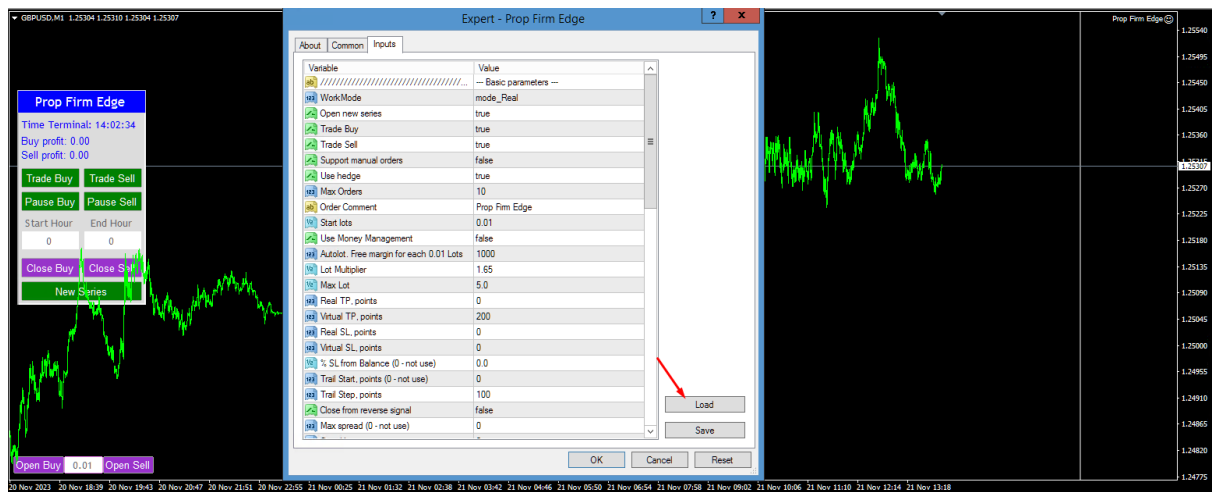 GBPUSD,M1 1.25304 1.25310 1.25304 1.25307
Prop Firm Edge
Prop Firm Edge
Time Terminal: 14:02:34
Buy profit: 0.00
Sell profit: 0.00
Trade Buy Trade Sell
Pause Buy Pause Sell
Start Hour End Hour
0 0
Close Buy Close Sell
New Series
Open Buy 0.01 Open Sell
Expert - Prop Firm Edge ? x
About Common Inputs
Variable Value
ab ///////////////////////////////////... --- Basic parameters ---
123 WorkMode mode_Real
Open new series true
Trade Buy true
Trade Sell true
Support manual orders false
Use hedge true
123 Max Orders 10
ab Order Comment Prop Firm Edge
Start lots 0.01
Use Money Management false
123 Autolot. Free margin for each 0.01 Lots 1000
Lot Multiplier 1.65
Max Lot 5.0
123 Real TP, points 0
123 Virtual TP, points 200
123 Real SL, points 0
123 Virtual SL, points 0
% SL from Balance (0 - not use) 0.0
123 Trail Start, points (0 - not use) 0
123 Trail Step, points 100
Close from reverse signal false
123 Max spread (0 - not use) 0
Load
Save
OK Cancel Reset
1.25540
1.25495
1.25450
1.25405
1.25360
1.25307
1.25270
1.25225
1.25180
1.25135
1.25090
1.25045
1.25000
1.24955
1.24910
1.24865
1.24820
1.24775
20 Nov 2023 20 Nov 18:39 20 Nov 19:43 20 Nov 20:47 20 Nov 21:51 20 Nov 22:55 21 Nov 00:25 21 Nov 01:32 21 Nov 02:38 21 Nov 03:42 21 Nov 04:46 21 Nov 05:50 21 Nov 06:54 21 Nov 07:58 21 Nov 09:02 21 Nov 10:06 21 Nov 11:10 21 Nov 12:14 21 Nov 13:18